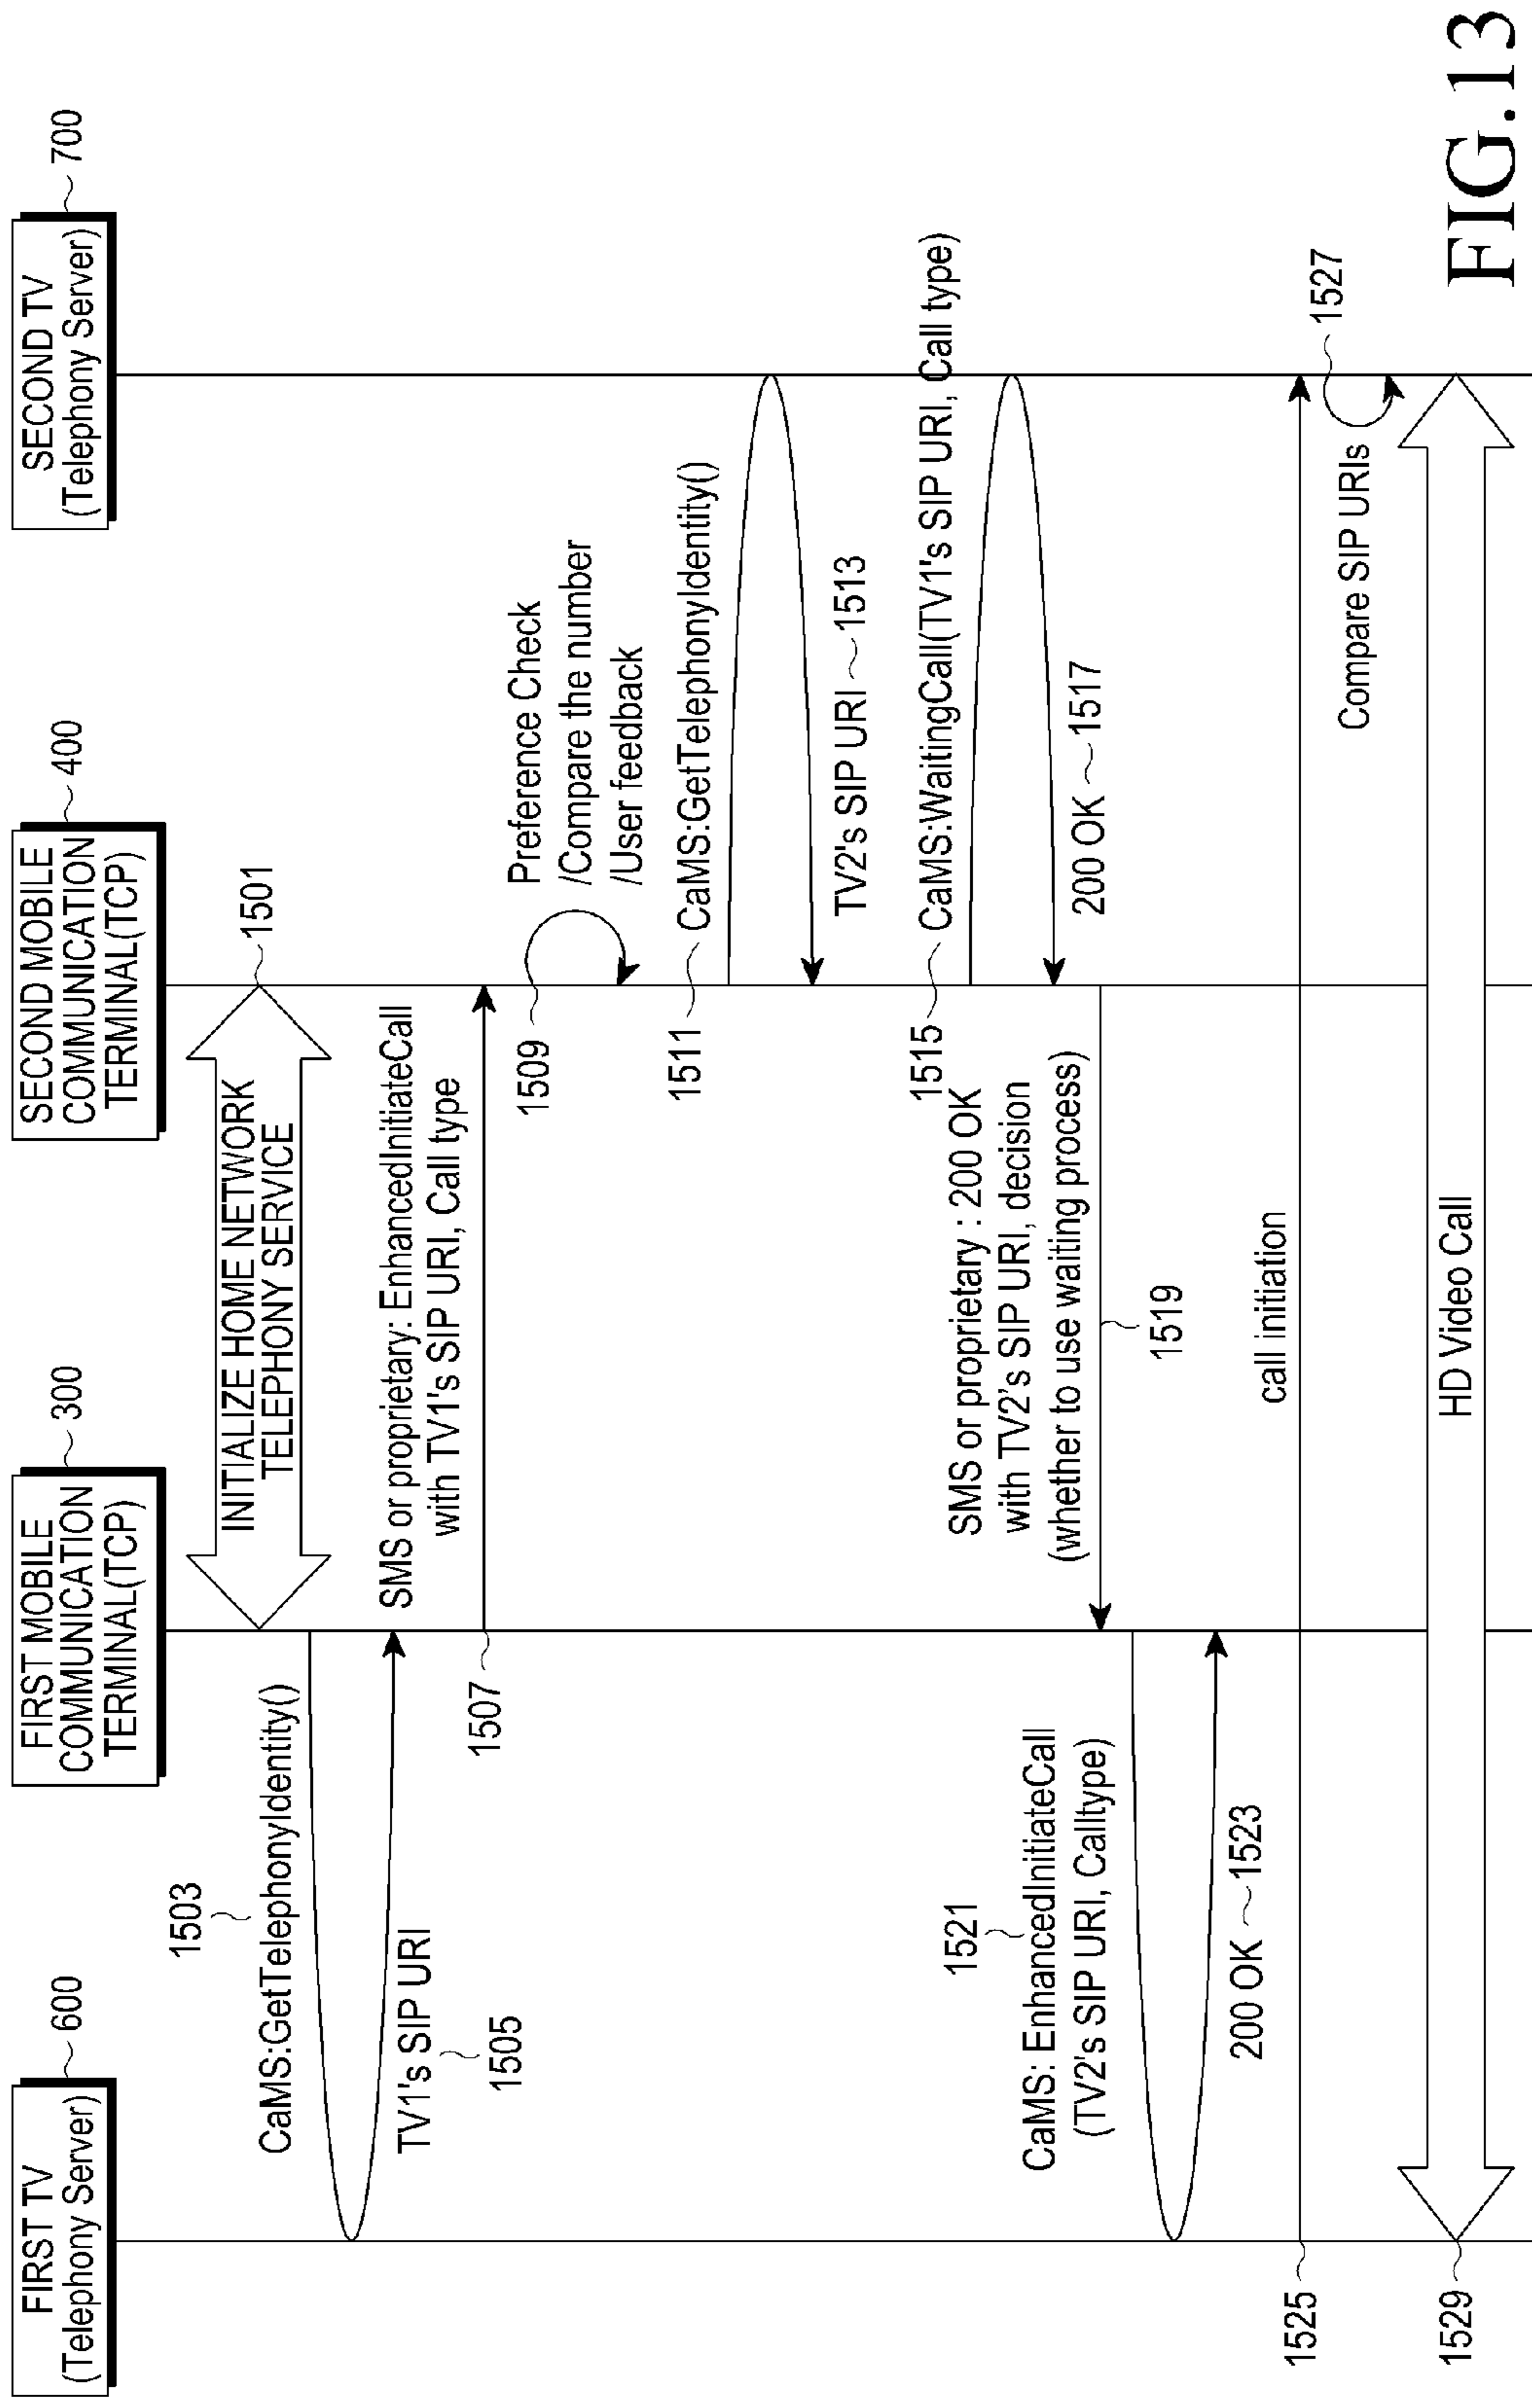 FIRST TV
(Telephony Server)
600
FIRST MOBILE
COMMUNICATION
TERMINAL(TCP)
300
SECOND MOBILE
COMMUNICATION
TERMINAL(TCP)
400
SECOND TV
(Telephony Server)
700
INITIALIZE HOME NETWORK
TELEPHONY SERVICE
1501
1503
CaMS:GetTelephonyIdentity()
TV1's SIP URI
1505
SMS or proprietary: EnhancedInitiateCall
with TV1's SIP URI, Call type
1507
Preference Check
/Compare the number
/User feedback
1509
1511
CaMS:GetTelephonyIdentity()
TV2's SIP URI
1513
1515
CaMS:WaitingCall(TV1's SIP URI, Call type)
200 OK
1517
SMS or proprietary : 200 OK
with TV2's SIP URI, decision
(whether to use waiting process)
1519
1521
CaMS: EnhancedInitiateCall
(TV2's SIP URI, Calltype)
200 OK
1523
call initiation
1525
Compare SIP URIs
1527
HD Video Call
1529
FIG.13